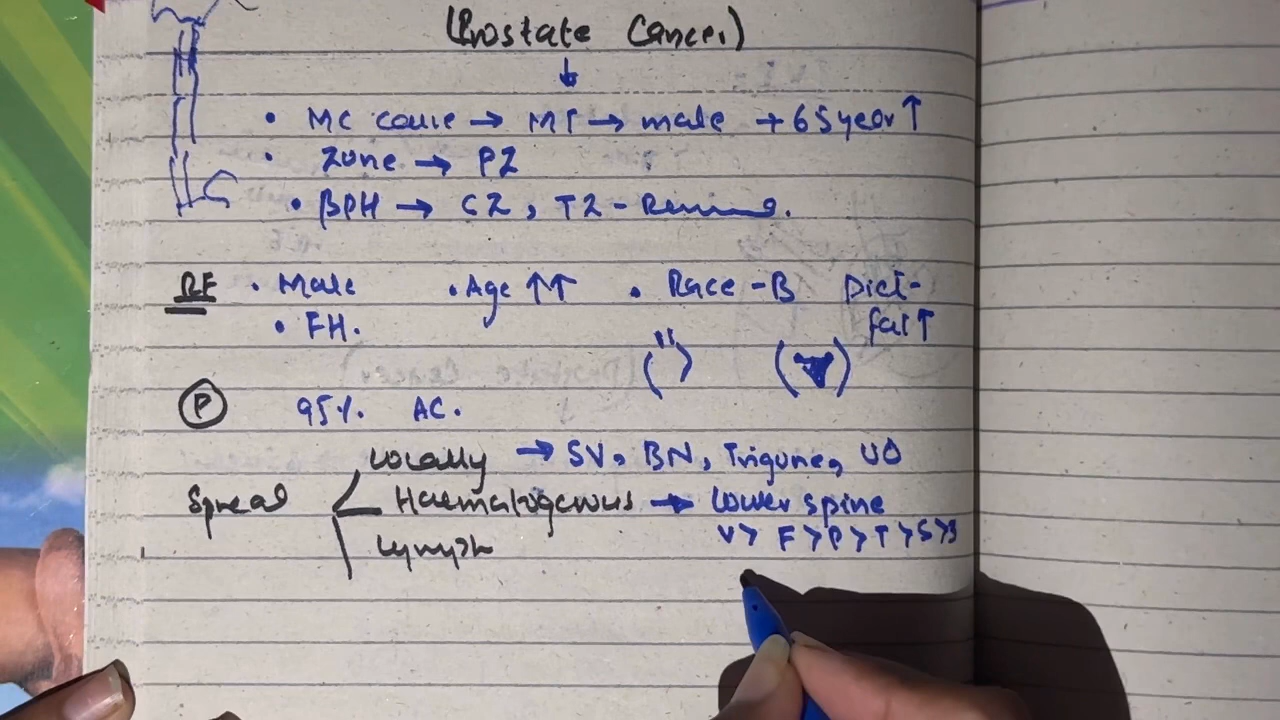 (Prostate Cancer)
↓
• MC cause → MT → male + 65 year ↑
• Zone → PZ
• BPH → CZ, TZ -
RF • Male • Age ↑↑ • Race - B Diet -
• FH. fat ↑
P 95%. AC.
Locally → SV, BN, Trigone, UO
Spread Haematogenous → Lower spine
V > F > P > T > S > S
Lymph